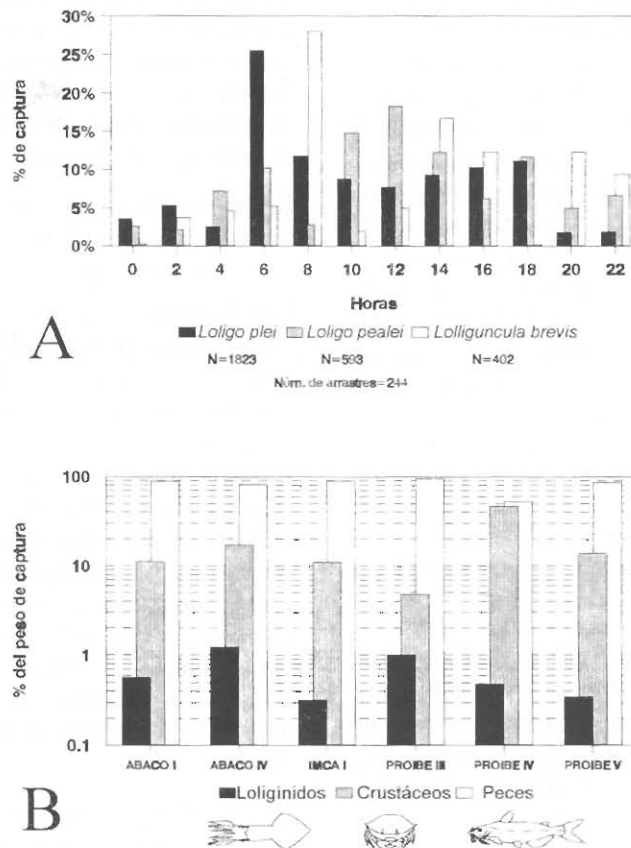 30%
25%
20%
15%
10%
5%
0%
% de captura
0 2 4 6 8 10 12 14 16 18 20 22
Horas
A
Loligo plei Loligo pealei Lolliguncula brevis
N=1823 N=593 N=402
Núm. de arrastres=244
100
10
1
0.1
% del peso de captura
ABACO I ABACO IV IMCA I PROIBE III PROIBE IV PROIBE V
B
Loliginidos Crustáceos Peces